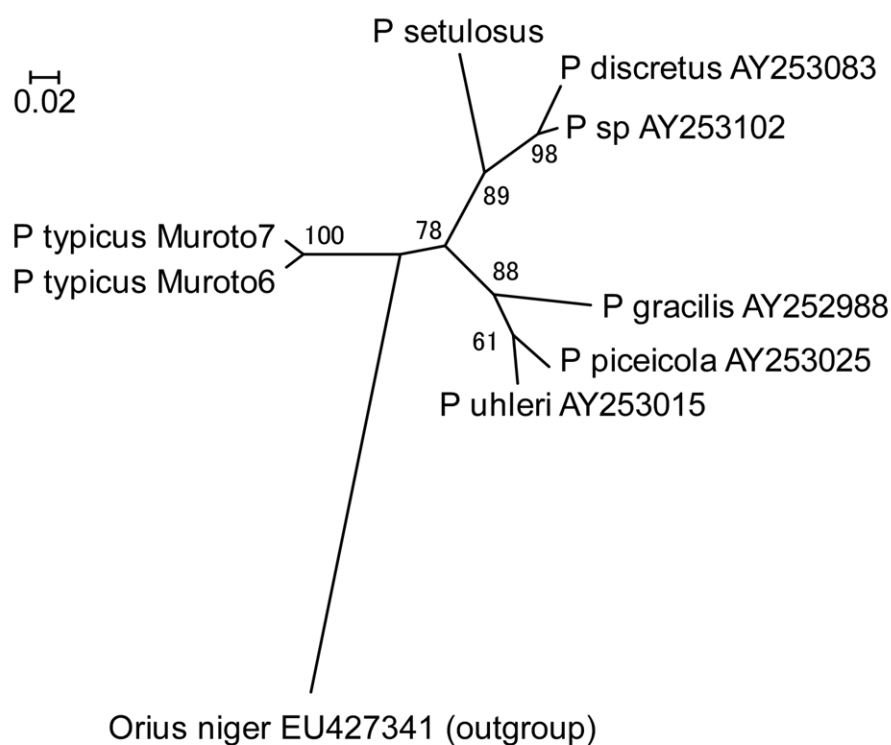 P setulosus
P discretus AY253083
0.02
P sp AY253102
98
89
P typicus Muroto7
100
78
P typicus Muroto6
88
P gracilis AY252988
61
P piceicola AY253025
P uhleri AY253015
Orius niger EU427341 (outgroup)